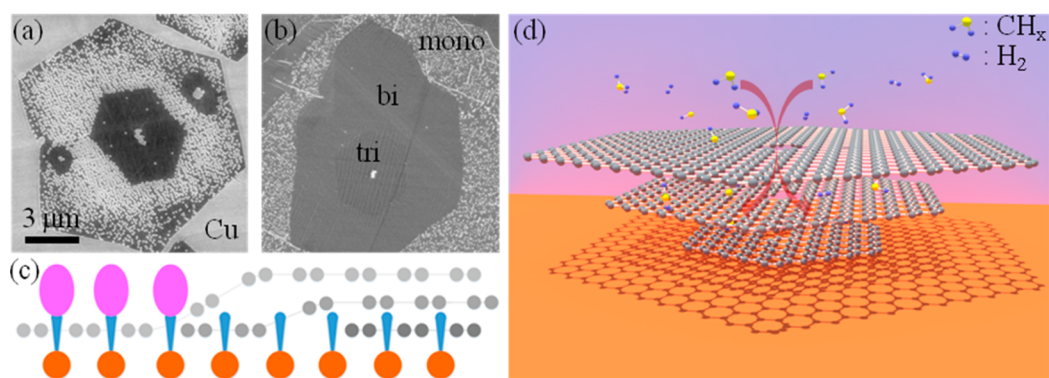 (a)
3 μm
Cu
(b)
mono
bi
tri
(c)
(d)
: CHx
: H2